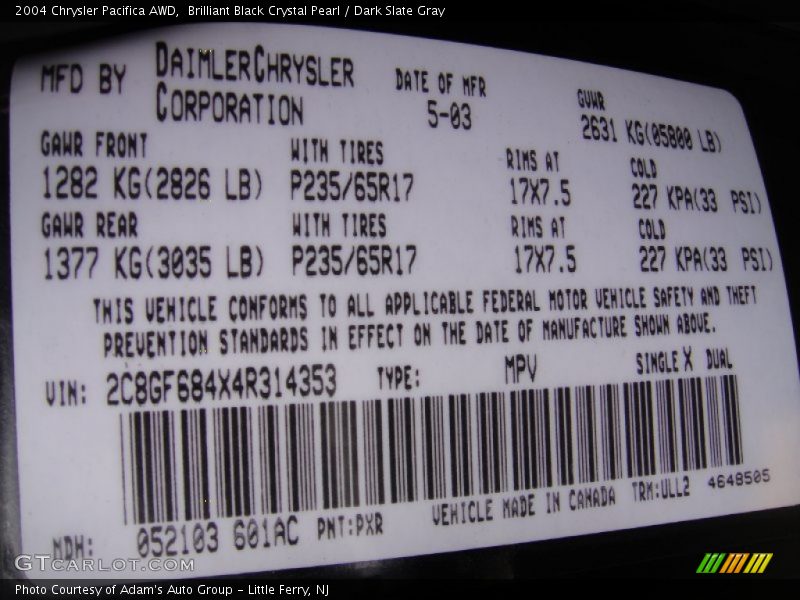 2004 Chrysler Pacifica AWD,  Brilliant Black Crystal Pearl / Dark Slate Gray
MFD BY DAIMLERCHRYSLER CORPORATION DATE OF MFR 5-03 GVWR 2631 KG(05800 LB)
GAWR FRONT WITH TIRES RIMS AT COLD
1282 KG(2826 LB) P235/65R17 17X7.5 227 KPA(33 PSI)
GAWR REAR WITH TIRES RIMS AT COLD
1377 KG(3035 LB) P235/65R17 17X7.5 227 KPA(33 PSI)
THIS VEHICLE CONFORMS TO ALL APPLICABLE FEDERAL MOTOR VEHICLE SAFETY AND THEFT
PREVENTION STANDARDS IN EFFECT ON THE DATE OF MANUFACTURE SHOWN ABOVE.
VIN: 2C8GF684X4R314353 TYPE: MPV SINGLE X DUAL
MDH: 052103 601AC PNT:PXR VEHICLE MADE IN CANADA TRM:ULL2 4648505
GTCARLOT.COM
Photo Courtesy of Adam's Auto Group - Little Ferry, NJ